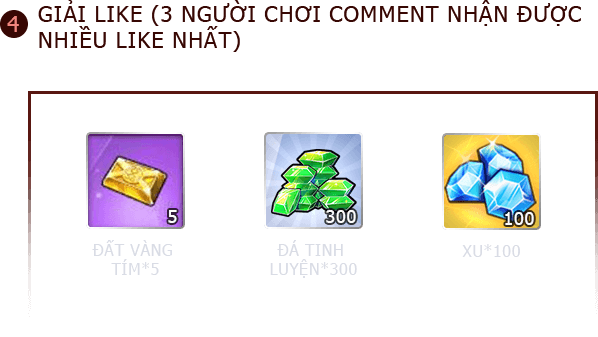 4
GIẢI LIKE (3 NGƯỜI CHƠI COMMENT NHẬN ĐƯỢC
NHIỀU LIKE NHẤT)
5
300
100
ĐẤT VÀNG
TÍM*5
ĐÁ TINH
LUYỆN*300
XU*100